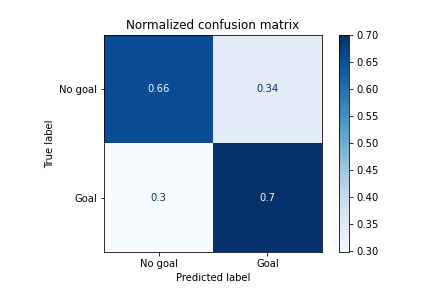 Normalized confusion matrix
True label
No goal
0.66
0.34
Goal
0.3
0.7
No goal
Goal
Predicted label
0.70
0.65
0.60
0.55
0.50
0.45
0.40
0.35
0.30